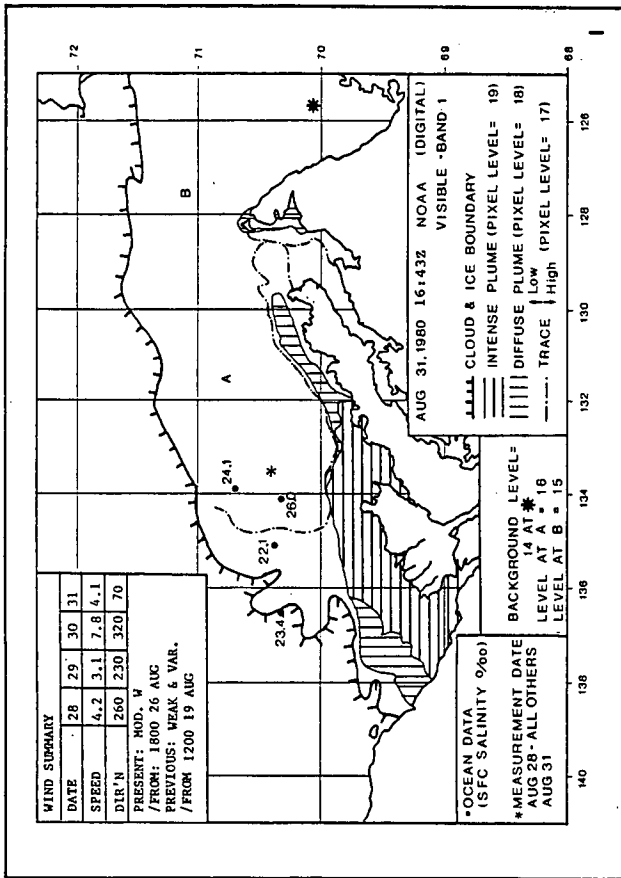 WIND SUMMARY
DATE 28 29 30 31
SPEED 4.2 3.1 7.8 4.1
DIR'N 260 230 320 70
PRESENT: MOD. W
/FROM: 1800 26 AUG
PREVIOUS: WEAK & VAR.
/FROM 1200 19 AUG
72
71
70
69
68
A
B
24.1
26.0
22.1
23.4
*
*
•OCEAN DATA
(SFC SALINITY %oo)
*MEASUREMENT DATE
AUG 28 - ALL OTHERS
AUG 31
BACKGROUND LEVEL=
14 AT *
LEVEL AT A = 16
LEVEL AT B = 15
AUG 31, 1980 16:43Z NOAA (DIGITAL)
VISIBLE - BAND 1
CLOUD & ICE BOUNDARY
INTENSE PLUME (PIXEL LEVEL= 19)
DIFFUSE PLUME (PIXEL LEVEL= 18)
TRACE Low
High (PIXEL LEVEL= 17)
140
138
136
134
132
130
128
126